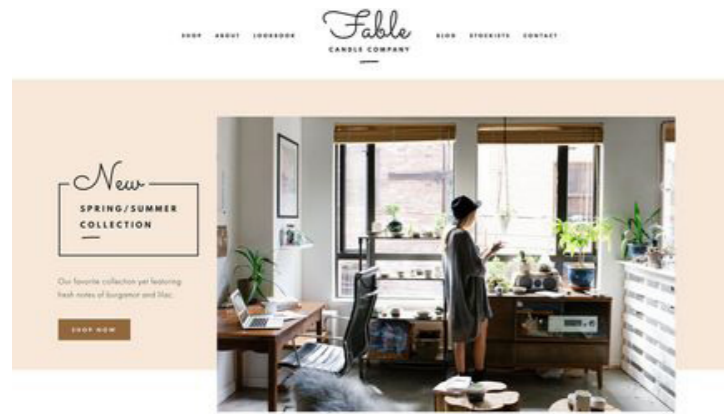 SHOP ABOUT LOOKBOOK
Fable
CANDLE COMPANY
BLOG STOCKISTS CONTACT
New
SPRING/SUMMER
COLLECTION
Our favorite collection yet featuring
fresh notes of bergamot and lilac.
SHOP NOW